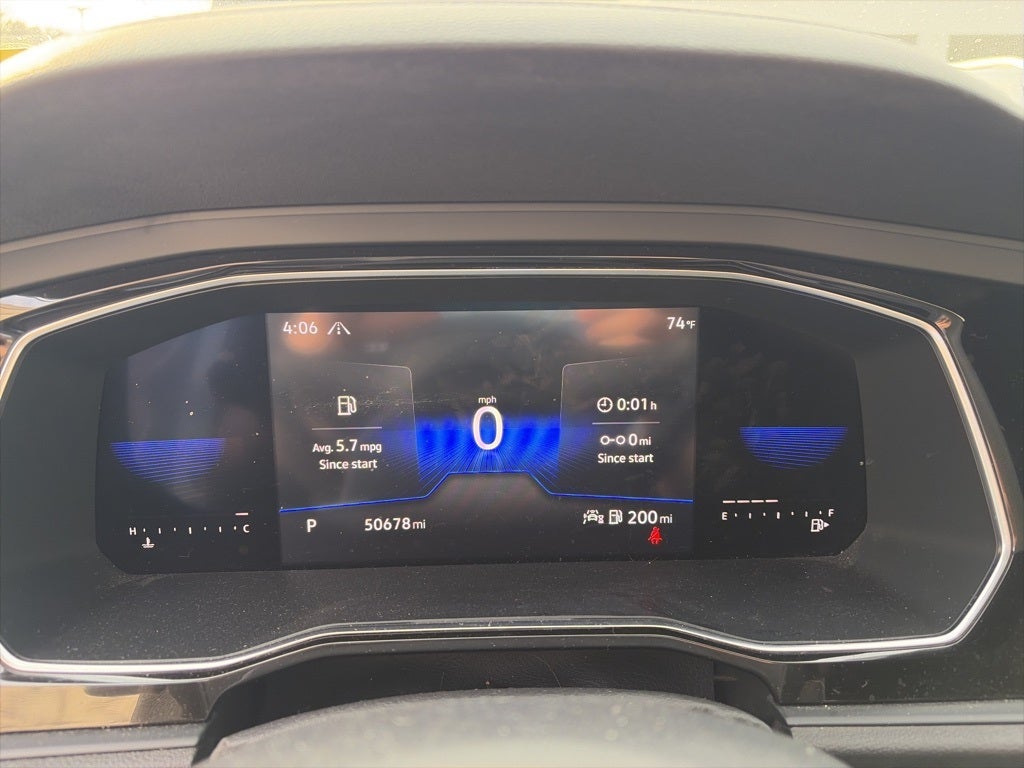 4:06
74°F
Avg. 5.7 mpg
Since start
mph
0
0:01 h
0 mi
Since start
H
C
P
50678 mi
200 mi
E
F